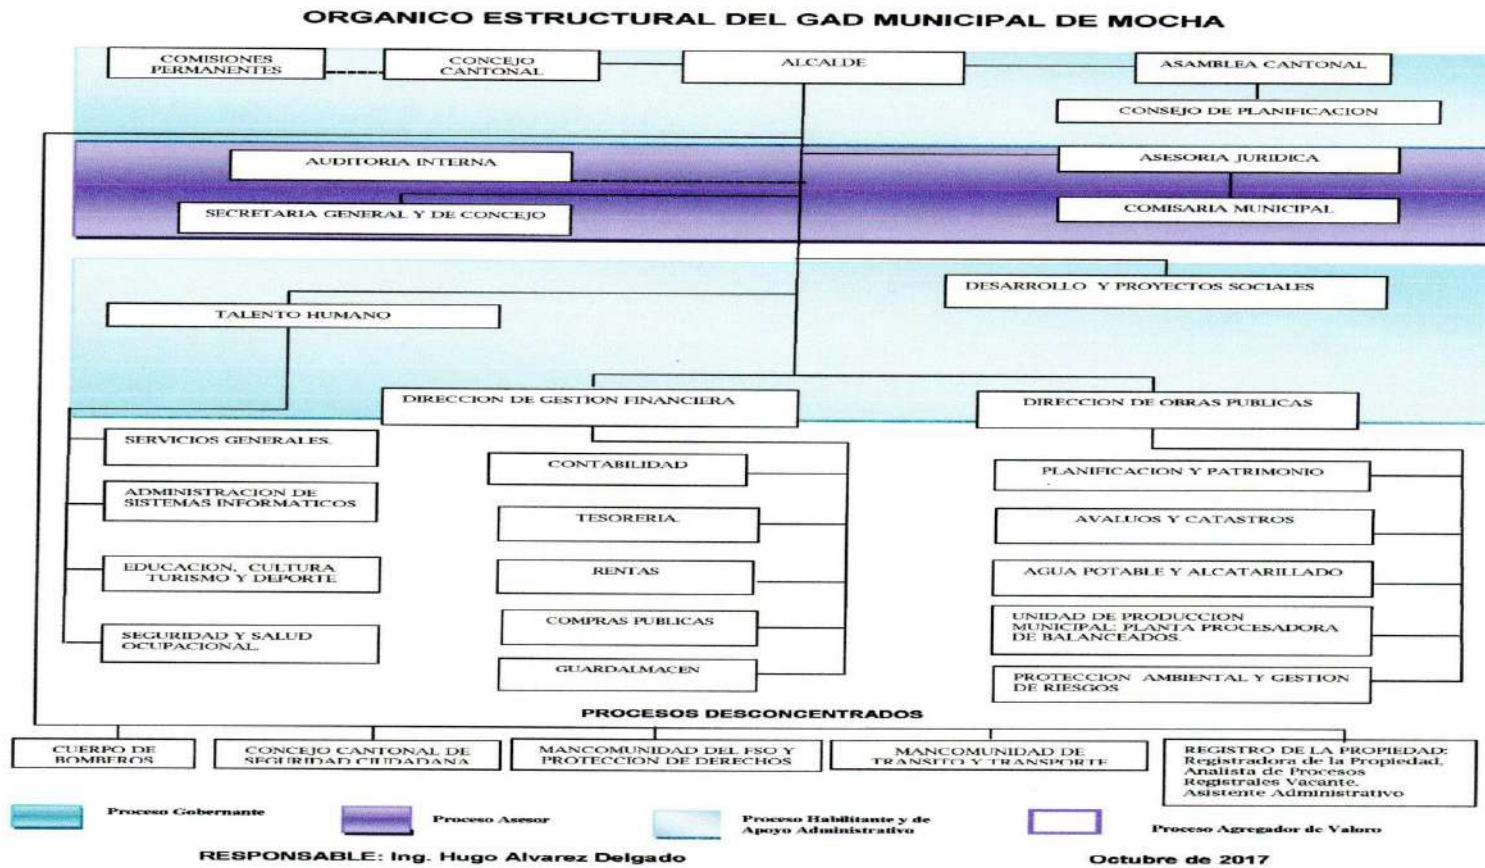 ORGANICO ESTRUCTURAL DEL GAD MUNICIPAL DE MOCHA
COMISIONES
PERMANENTES
CONCEJO
CANTONAL
ALCALDE
ASAMBLEA CANTONAL
CONSEJO DE PLANIFICACION
AUDITORIA INTERNA
ASESORIA JURIDICA
SECRETARIA GENERAL Y DE CONCEJO
COMISARIA MUNICIPAL
DESARROLLO Y PROYECTOS SOCIALES
TALENTO HUMANO
DIRECCION DE GESTION FINANCIERA
DIRECCION DE OBRAS PUBLICAS
SERVICIOS GENERALES.
ADMINISTRACION DE
SISTEMAS INFORMATICOS
EDUCACION, CULTURA
TURISMO Y DEPORTE
SEGURIDAD Y SALUD
OCUPACIONAL.
CONTABILIDAD
TESORERIA
RENTAS
COMPRAS PUBLICAS
GUARDALMACEN
PLANIFICACION Y PATRIMONIO
AVALUOS Y CATASTROS
AGUA POTABLE Y ALCATARILLADO
UNIDAD DE PRODUCCION
MUNICIPAL: PLANTA PROCESADORA
DE BALANCEADOS.
PROTECCION AMBIENTAL Y GESTION
DE RIESGOS
PROCESOS DESCONCENTRADOS
CUERPO DE
BOMBEROS
CONCEJO CANTONAL DE
SEGURIDAD CIUDADANA
MANCOMUNIDAD DEL FSO Y
PROTECCION DE DERECHOS
MANCOMUNIDAD DE
TRANSITO Y TRANSPORTE
REGISTRO DE LA PROPIEDAD:
Registradora de la Propiedad,
Analista de Procesos
Registrales Vacante.
Asistente Administrativo
Proceso Gobernante
Proceso Asesor
Proceso Habilitante y de
Apoyo Administrativo
Proceso Agregador de Valoro
RESPONSABLE: Ing. Hugo Alvarez Delgado
Octubre de 2017